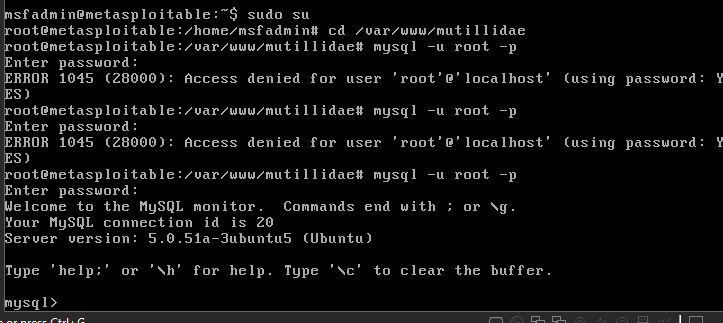 msfadmin@metasploitable:~$ sudo su
root@metasploitable:/home/msfadmin# cd /var/www/mutillidae
root@metasploitable:/var/www/mutillidae# mysql -u root -p
Enter password:
ERROR 1045 (28000): Access denied for user 'root'@'localhost' (using password: Y
ES)
root@metasploitable:/var/www/mutillidae# mysql -u root -p
Enter password:
ERROR 1045 (28000): Access denied for user 'root'@'localhost' (using password: Y
ES)
root@metasploitable:/var/www/mutillidae# mysql -u root -p
Enter password:
Welcome to the MySQL monitor.  Commands end with ; or \g.
Your MySQL connection id is 20
Server version: 5.0.51a-3ubuntu5 (Ubuntu)

Type 'help;' or '\h' for help. Type '\c' to clear the buffer.

mysql>
or press Ctrl+G